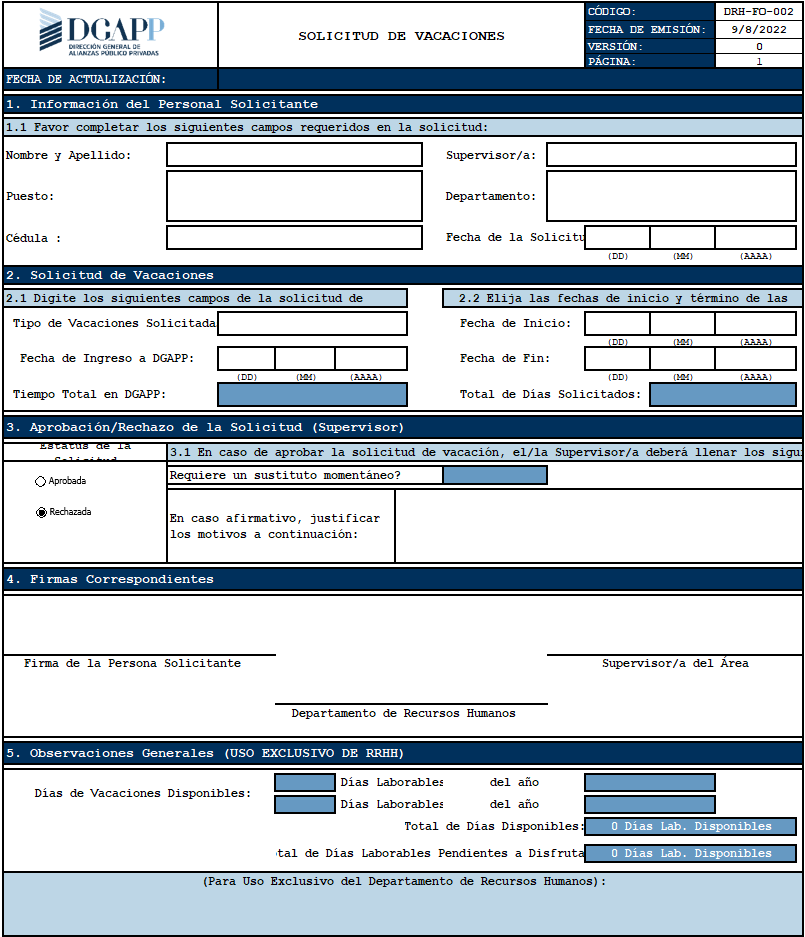 DGAPP
DIRECCIÓN GENERAL DE
ALIANZAS PÚBLICO PRIVADAS
SOLICITUD DE VACACIONES
CÓDIGO: DRH-FO-002
FECHA DE EMISIÓN: 9/8/2022
VERSIÓN: 0
PÁGINA: 1
FECHA DE ACTUALIZACIÓN:
1. Información del Personal Solicitante
1.1 Favor completar los siguientes campos requeridos en la solicitud:
Nombre y Apellido: Supervisor/a:
Puesto: Departamento:
Cédula : Fecha de la Solicitu
(DD) (MM) (AAAA)
2. Solicitud de Vacaciones
2.1 Digite los siguientes campos de la solicitud de 2.2 Elija las fechas de inicio y término de las
Tipo de Vacaciones Solicitada Fecha de Inicio:
(DD) (MM) (AAAA)
Fecha de Ingreso a DGAPP: Fecha de Fin:
(DD) (MM) (AAAA) (DD) (MM) (AAAA)
Tiempo Total en DGAPP: Total de Días Solicitados:
3. Aprobación/Rechazo de la Solicitud (Supervisor)
Estatus de la
Solicitud
3.1 En caso de aprobar la solicitud de vacación, el/la Supervisor/a deberá llenar los sigui
Requiere un sustituto momentáneo?
Aprobada
Rechazada
En caso afirmativo, justificar
los motivos a continuación:
4. Firmas Correspondientes
Firma de la Persona Solicitante Supervisor/a del Área
Departamento de Recursos Humanos
5. Observaciones Generales (USO EXCLUSIVO DE RRHH)
Días Laborables del año
Días de Vacaciones Disponibles:
Días Laborables del año
Total de Días Disponibles: 0 Días Lab. Disponibles
tal de Días Laborables Pendientes a Disfruta 0 Días Lab. Disponibles
(Para Uso Exclusivo del Departamento de Recursos Humanos):